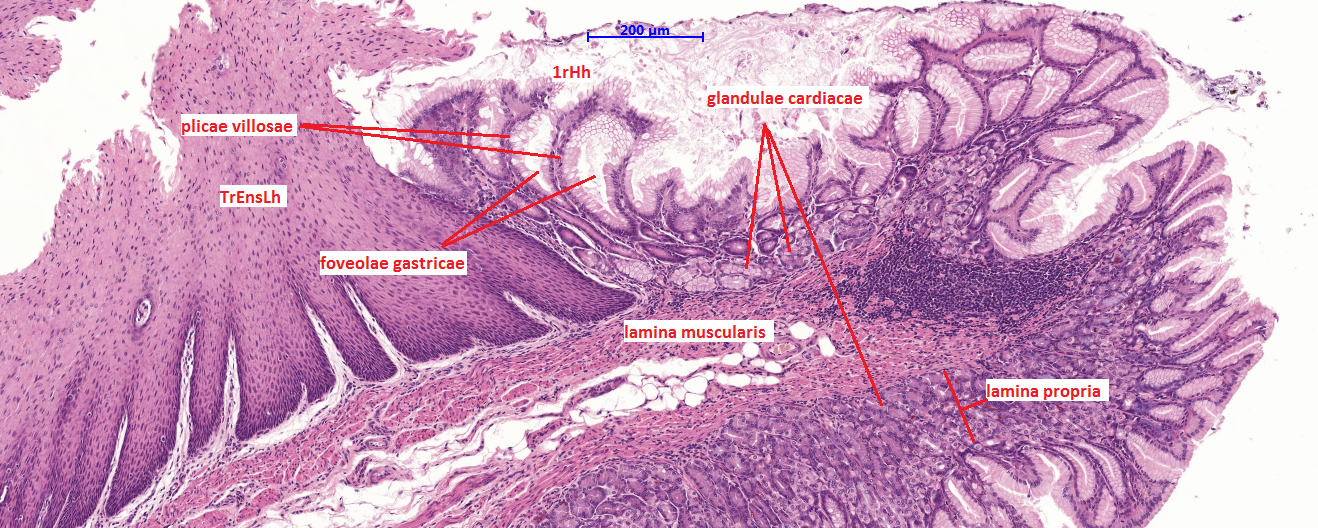 200 µm
1rHh
glandulae cardiacae
plicae villosae
TrEnsLh
foveolae gastricae
lamina muscularis
lamina propria